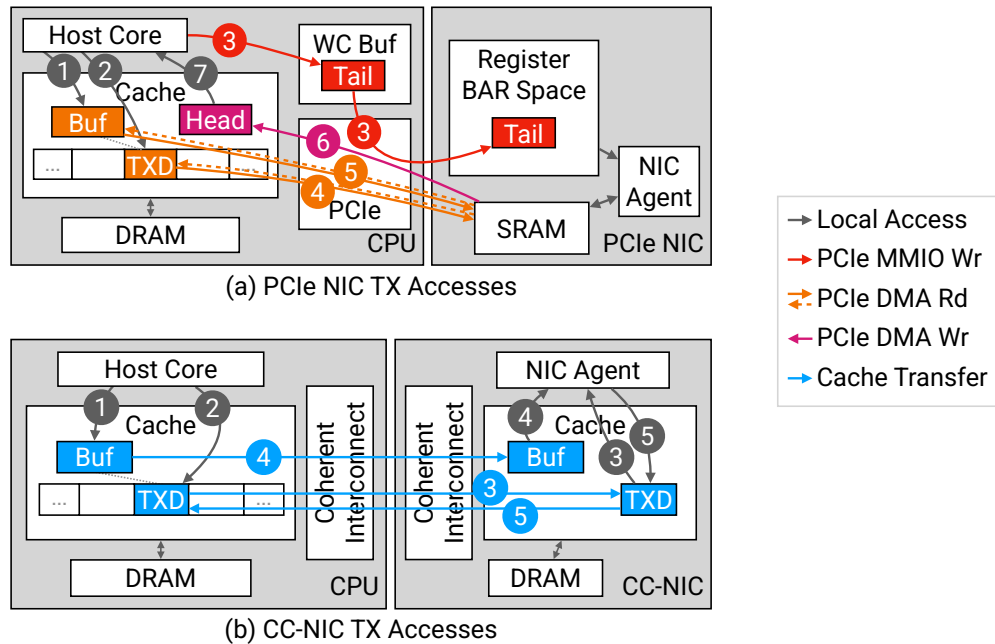 Host Core
3
WC Buf
Tail
1
2
7
Cache
Buf
Head
3
6
...
TXD
...
5
4
PCIe
DRAM
CPU
Register
BAR Space
Tail
NIC
Agent
SRAM
PCIe NIC
(a) PCIe NIC TX Accesses
Local Access
PCIe MMIO Wr
PCIe DMA Rd
PCIe DMA Wr
Cache Transfer
Host Core
1
2
Cache
Buf
4
...
TXD
...
3
5
DRAM
Coherent
Interconnect
CPU
Coherent
Interconnect
NIC Agent
4
Cache
5
3
Buf
TXD
DRAM
CC-NIC
(b) CC-NIC TX Accesses